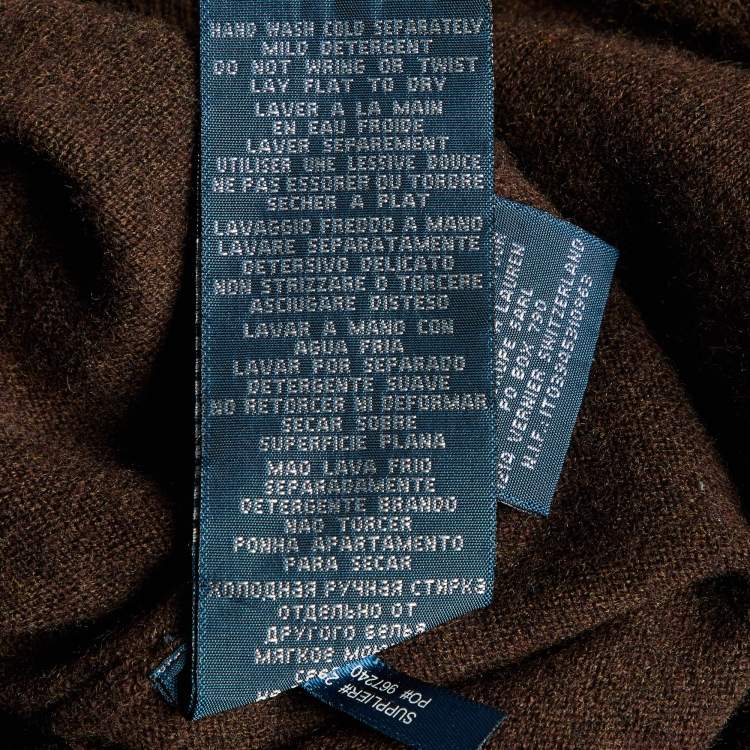 HAND WASH COLD SEPARATELY
MILD DETERGENT
DO NOT WRING OR TWIST
LAY FLAT TO DRY
LAVER A LA MAIN
EN EAU FROIDE
LAVER SEPAREMENT
UTILISER UNE LESSIVE DOUCE
NE PAS ESSORER OU TORDRE
SECHER A PLAT
LAVAGGIO FREDDO A MANO
LAVARE SEPARATAMENTE
DETERSIVO DELICATO
NON STRIZZARE O TORCERE
ASCIUGARE DISTESO
LAVAR A MANO CON
AGUA FRIA
LAVAR POR SEPARADO
DETERGENTE SUAVE
NO RETORCER NI DEFORMAR
SECAR SOBRE
SUPERFICIE PLANA
MAO LAVA FRIO
SEPARADAMENTE
DETERGENTE BRANDO
NAO TORCER
PONHA APARTAMENTO
PARA SECAR
ХОЛОДНАЯ РУЧНАЯ СТИРКА
ОТДЕЛЬНО ОТ
ДРУГОГО БЕЛЬЯ
МЯГКОЕ
LAUREN
SARL
PO BOX 730
VERNIER SWITZERLAND
N.I.F.
SUPPLIER#
PO# 967240